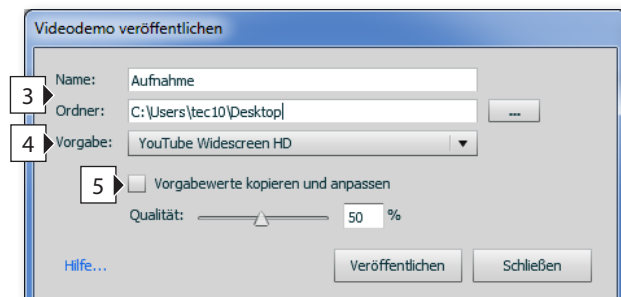 Videodemo veröffentlichen
3
Name: Aufnahme
Ordner: C:\Users\tec10\Desktop ...
4 Vorgabe: YouTube Widescreen HD
5 Vorgabewerte kopieren und anpassen
Qualität: 50 %
Hilfe... Veröffentlichen Schließen